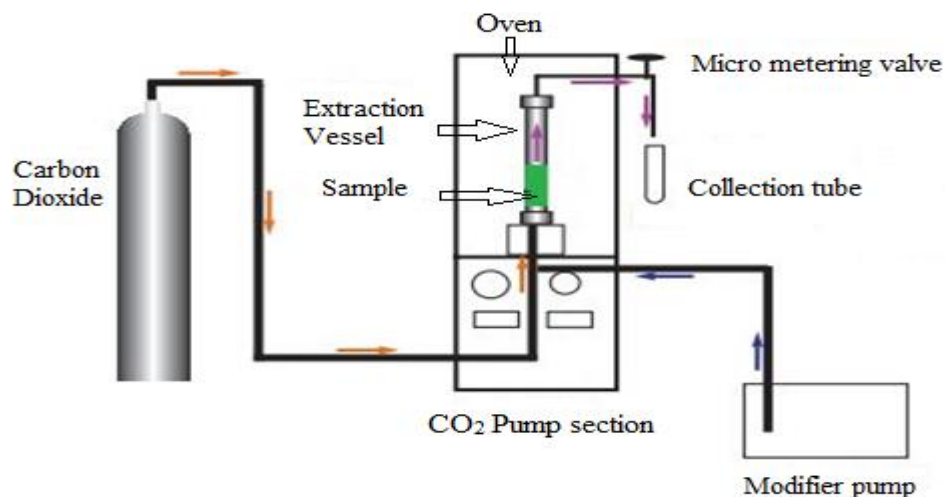 Oven
Micro metering valve
Extraction
Vessel
Carbon
Dioxide
Sample
Collection tube
CO₂ Pump section
Modifier pump